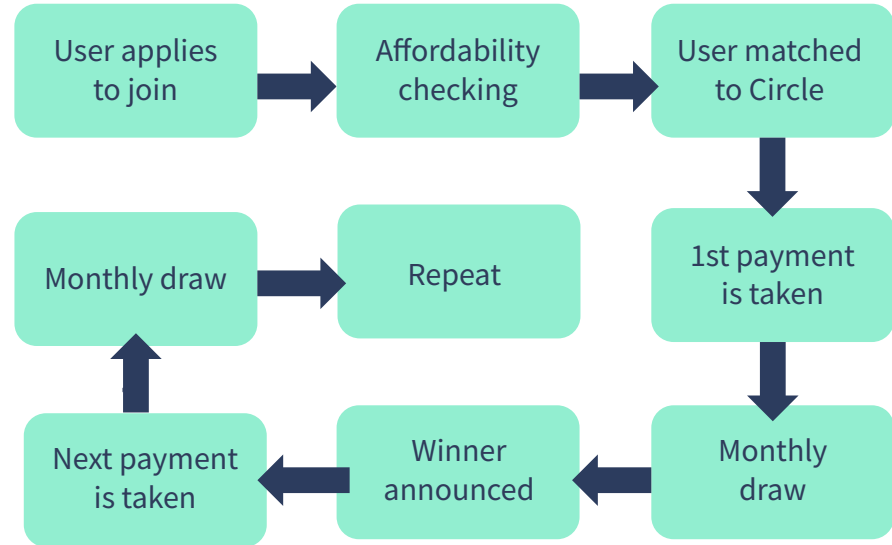 User applies
to join
Affordability
checking
User matched
to Circle
1st payment
is taken
Monthly
draw
Winner
announced
Next payment
is taken
Monthly draw
Repeat